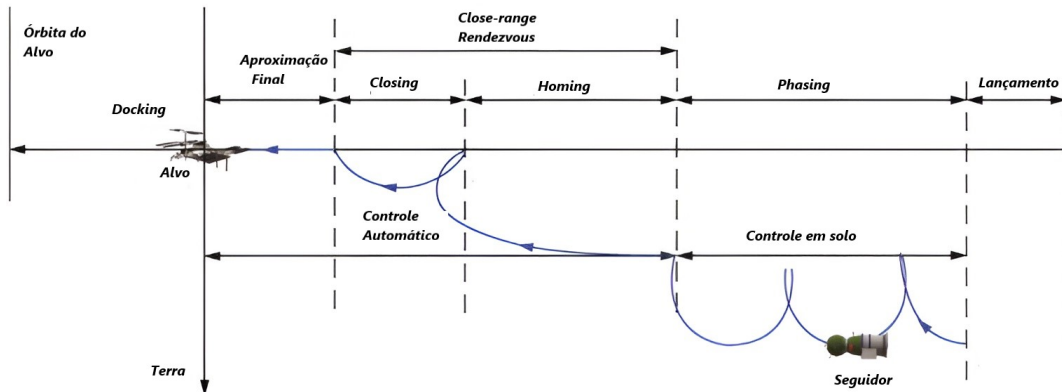 Órbita do
Alvo
Close-range
Rendezvous
Aproximação
Final
Closing
Homing
Phasing
Lançamento
Docking
Alvo
Controle
Automático
Controle em solo
Terra
Seguidor